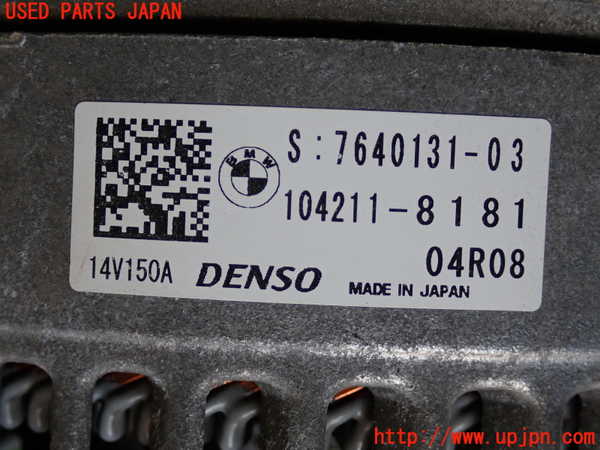 USED PARTS JAPAN
BMW
S:7640131-03
104211-8181
04R08
14V150A DENSO MADE IN JAPAN
http://www.upjpn.com/